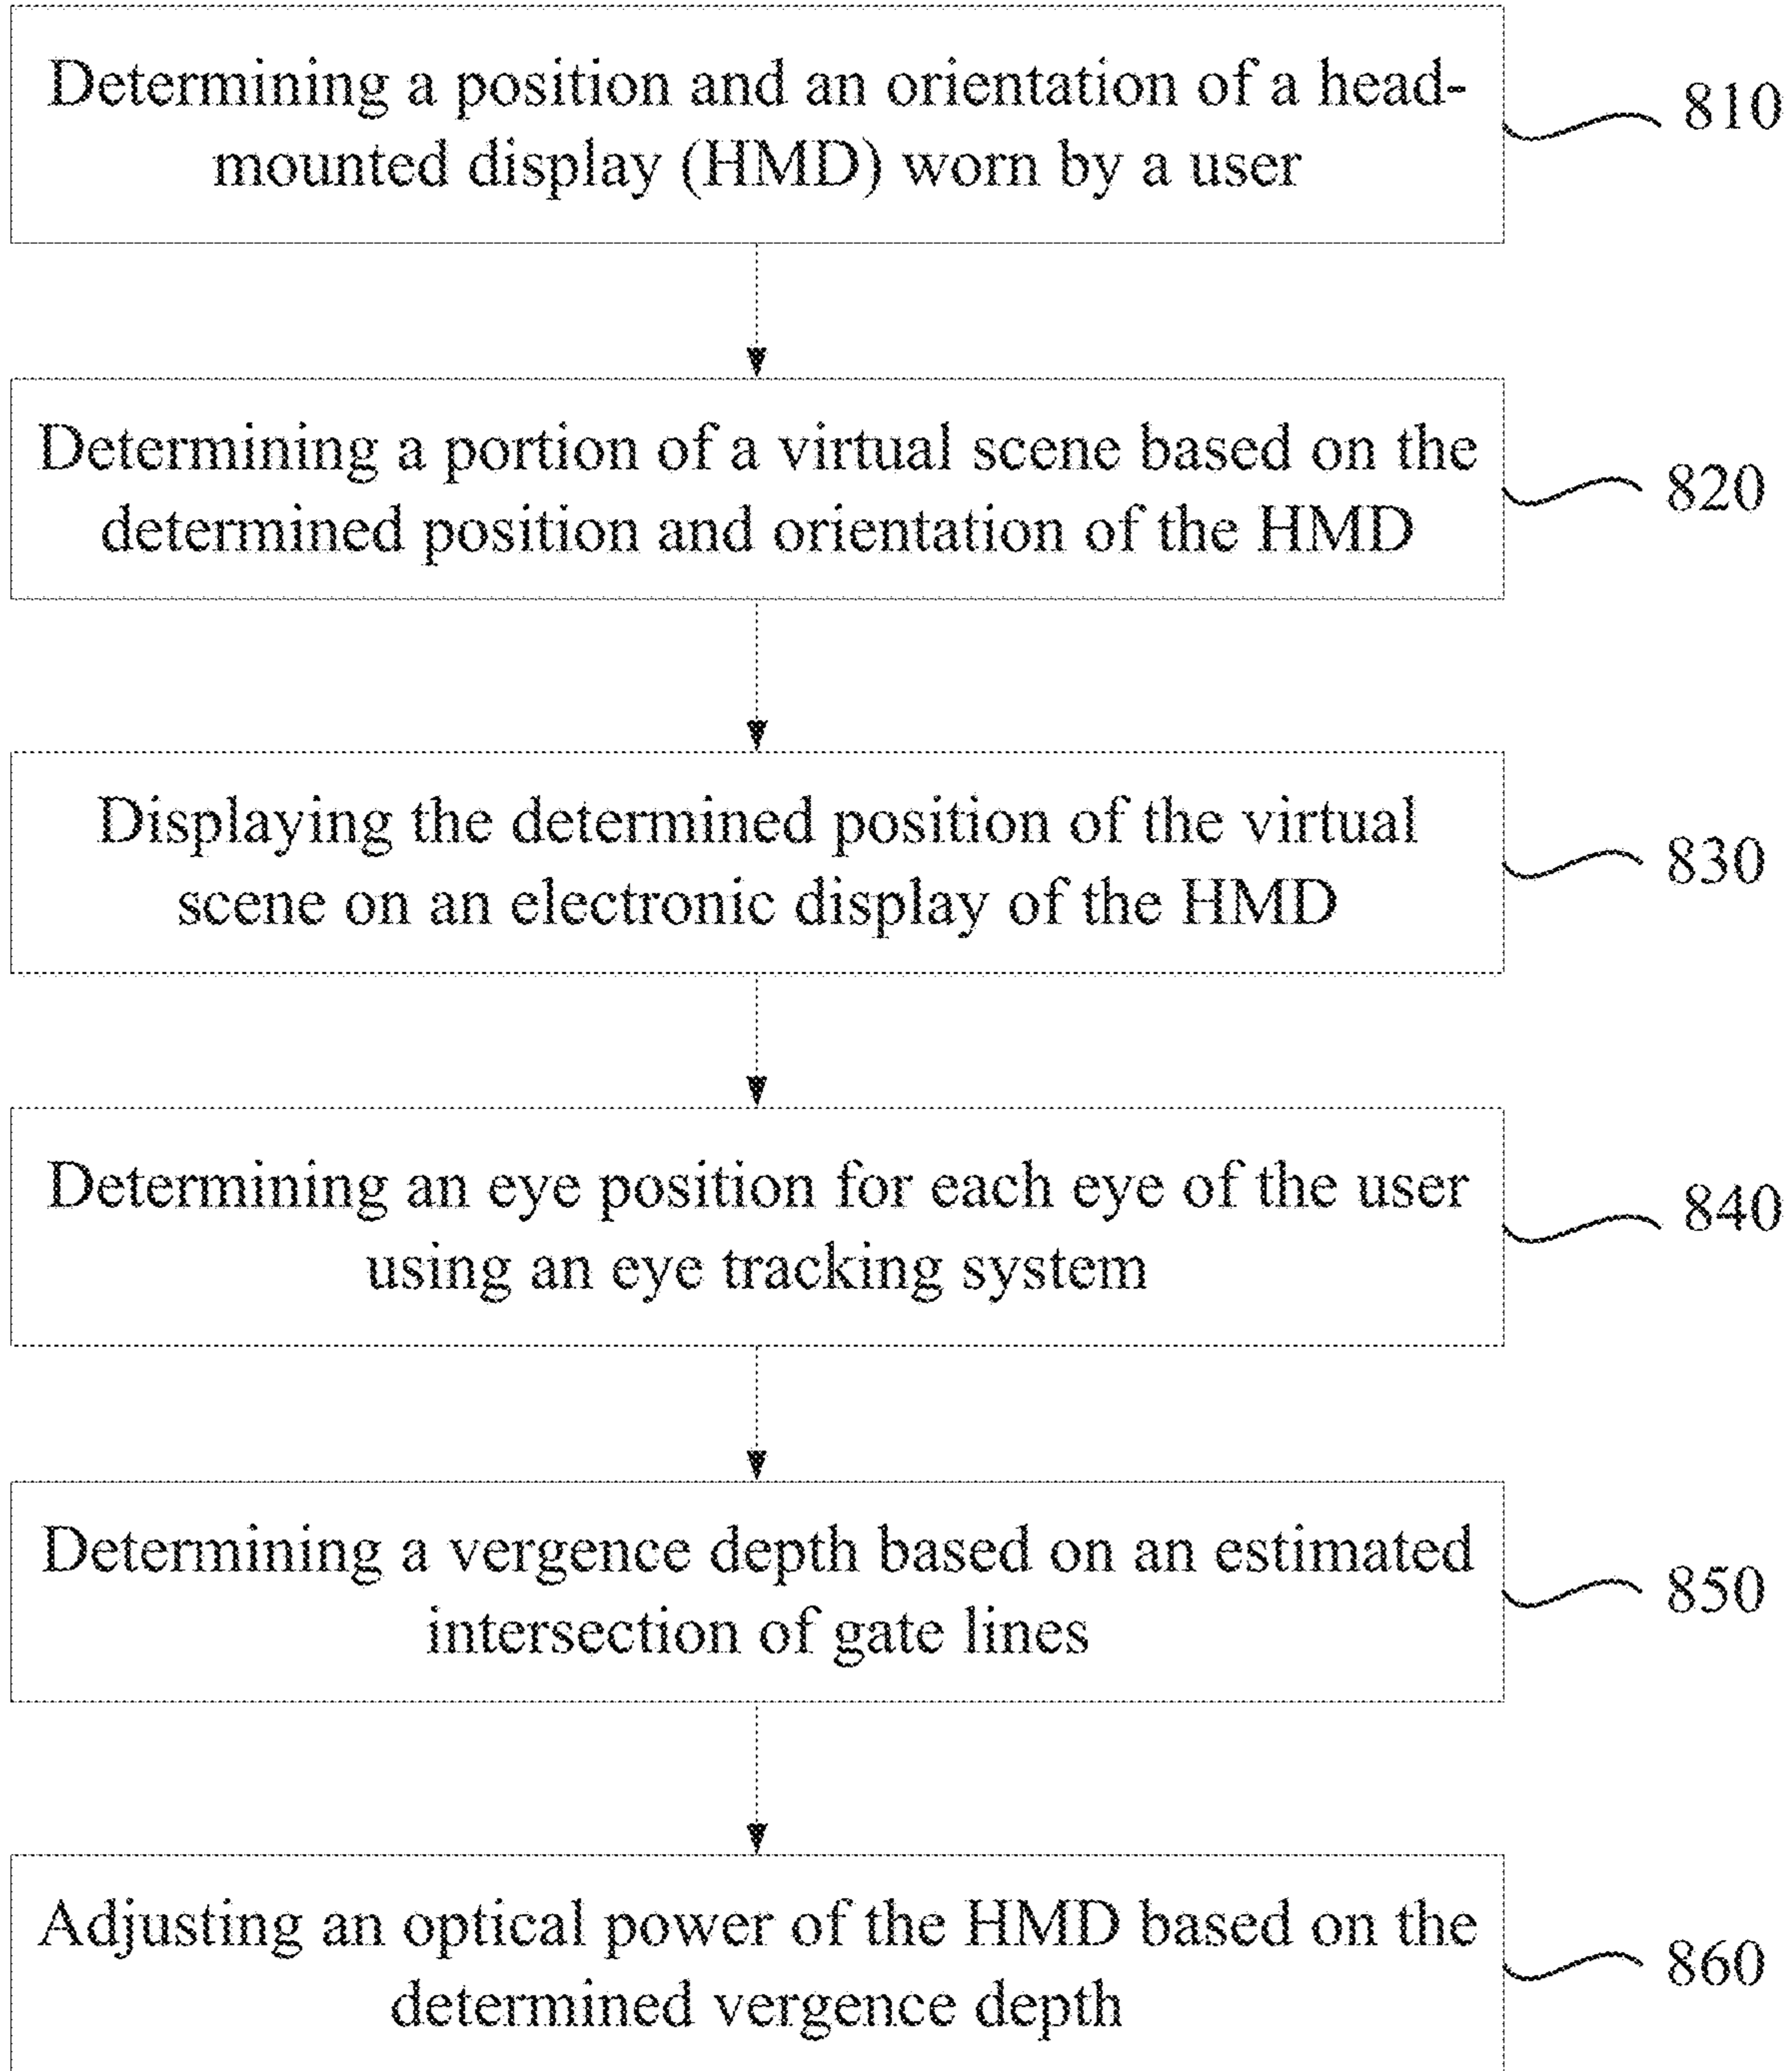 Determining a position and an orientation of a head-
mounted display (HMD) worn by a user
810
Determining a portion of a virtual scene based on the
determined position and orientation of the HMD
820
Displaying the determined position of the virtual
scene on an electronic display of the HMD
830
Determining an eye position for each eye of the user
using an eye tracking system
840
Determining a vergence depth based on an estimated
intersection of gate lines
850
Adjusting an optical power of the HMD based on the
determined vergence depth
860